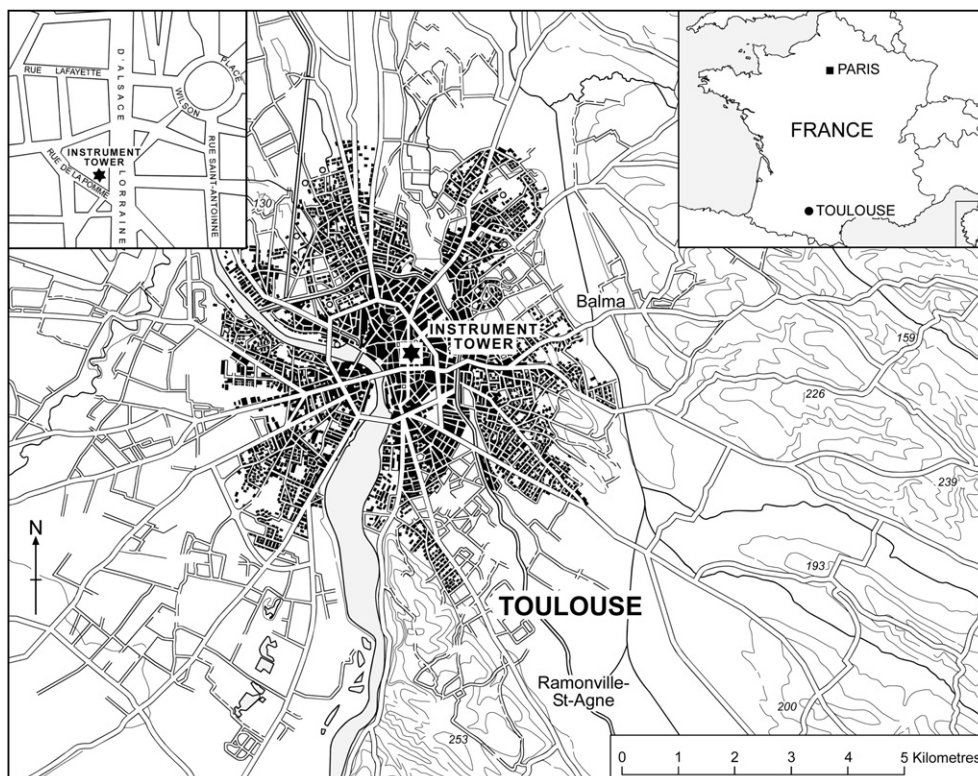 RUE LAFAYETTE
D'ALSACE
LORRAINE
PLACE
WILSON
RUE SAINT-ANTOINNE
INSTRUMENT
TOWER
RUE DE LA POMME
PARIS
FRANCE
TOULOUSE
130
Balma
INSTRUMENT
TOWER
159
226
239
N
193
TOULOUSE
Ramonville-
St-Agne
200
253
0 1 2 3 4 5 Kilometres